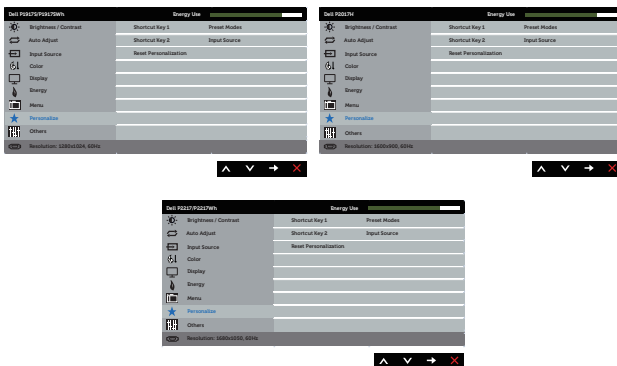 Dell P1917S/P1917SWh Energy Use
Brightness / Contrast Shortcut Key 1 Preset Modes
Auto Adjust Shortcut Key 2 Input Source
Input Source Reset Personalization
Color
Display
Energy
Menu
Personalize
Others
Resolution: 1280x1024, 60Hz
Dell P2017H Energy Use
Brightness / Contrast Shortcut Key 1 Preset Modes
Auto Adjust Shortcut Key 2 Input Source
Input Source Reset Personalization
Color
Display
Energy
Menu
Personalize
Others
Resolution: 1600x900, 60Hz
Dell P2217/P2217Wh Energy Use
Brightness / Contrast Shortcut Key 1 Preset Modes
Auto Adjust Shortcut Key 2 Input Source
Input Source Reset Personalization
Color
Display
Energy
Menu
Personalize
Others
Resolution: 1680x1050, 60Hz